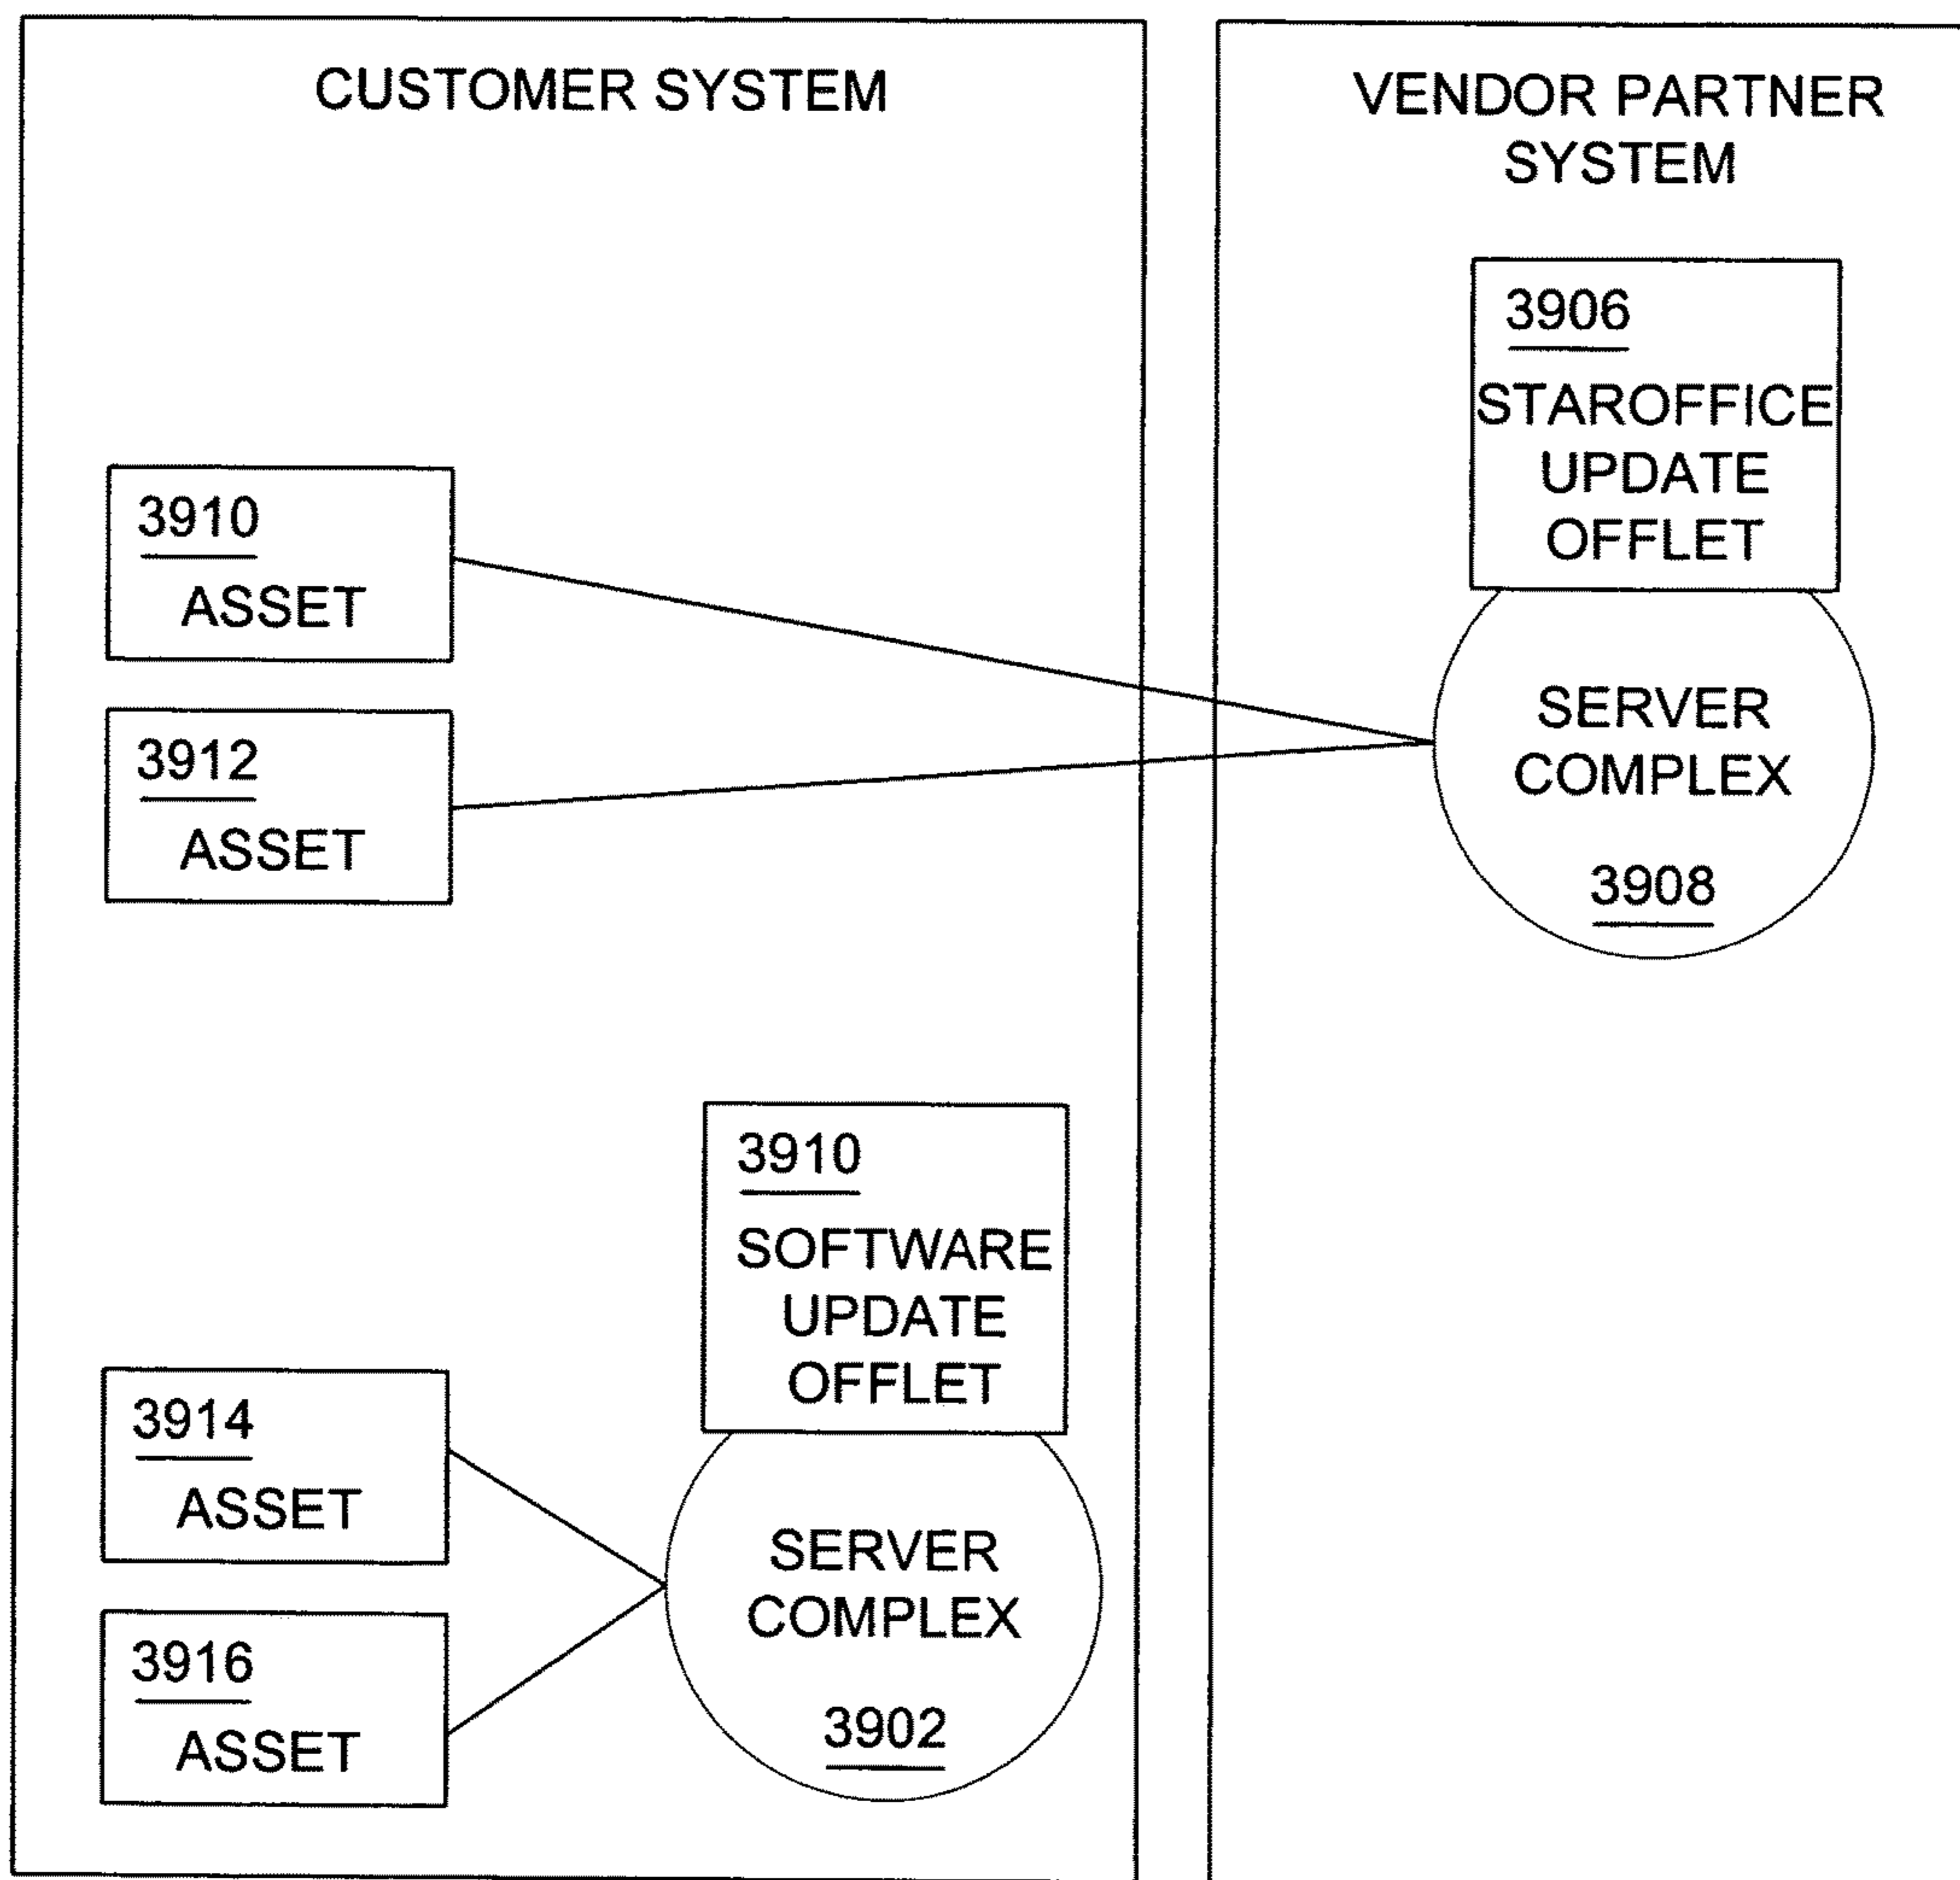 CUSTOMER SYSTEM
VENDOR PARTNER
SYSTEM
3906
STAROFFICE
UPDATE
OFFLET
3910
ASSET
SERVER
COMPLEX
3908
3912
ASSET
3910
SOFTWARE
UPDATE
OFFLET
3914
ASSET
SERVER
COMPLEX
3902
3916
ASSET